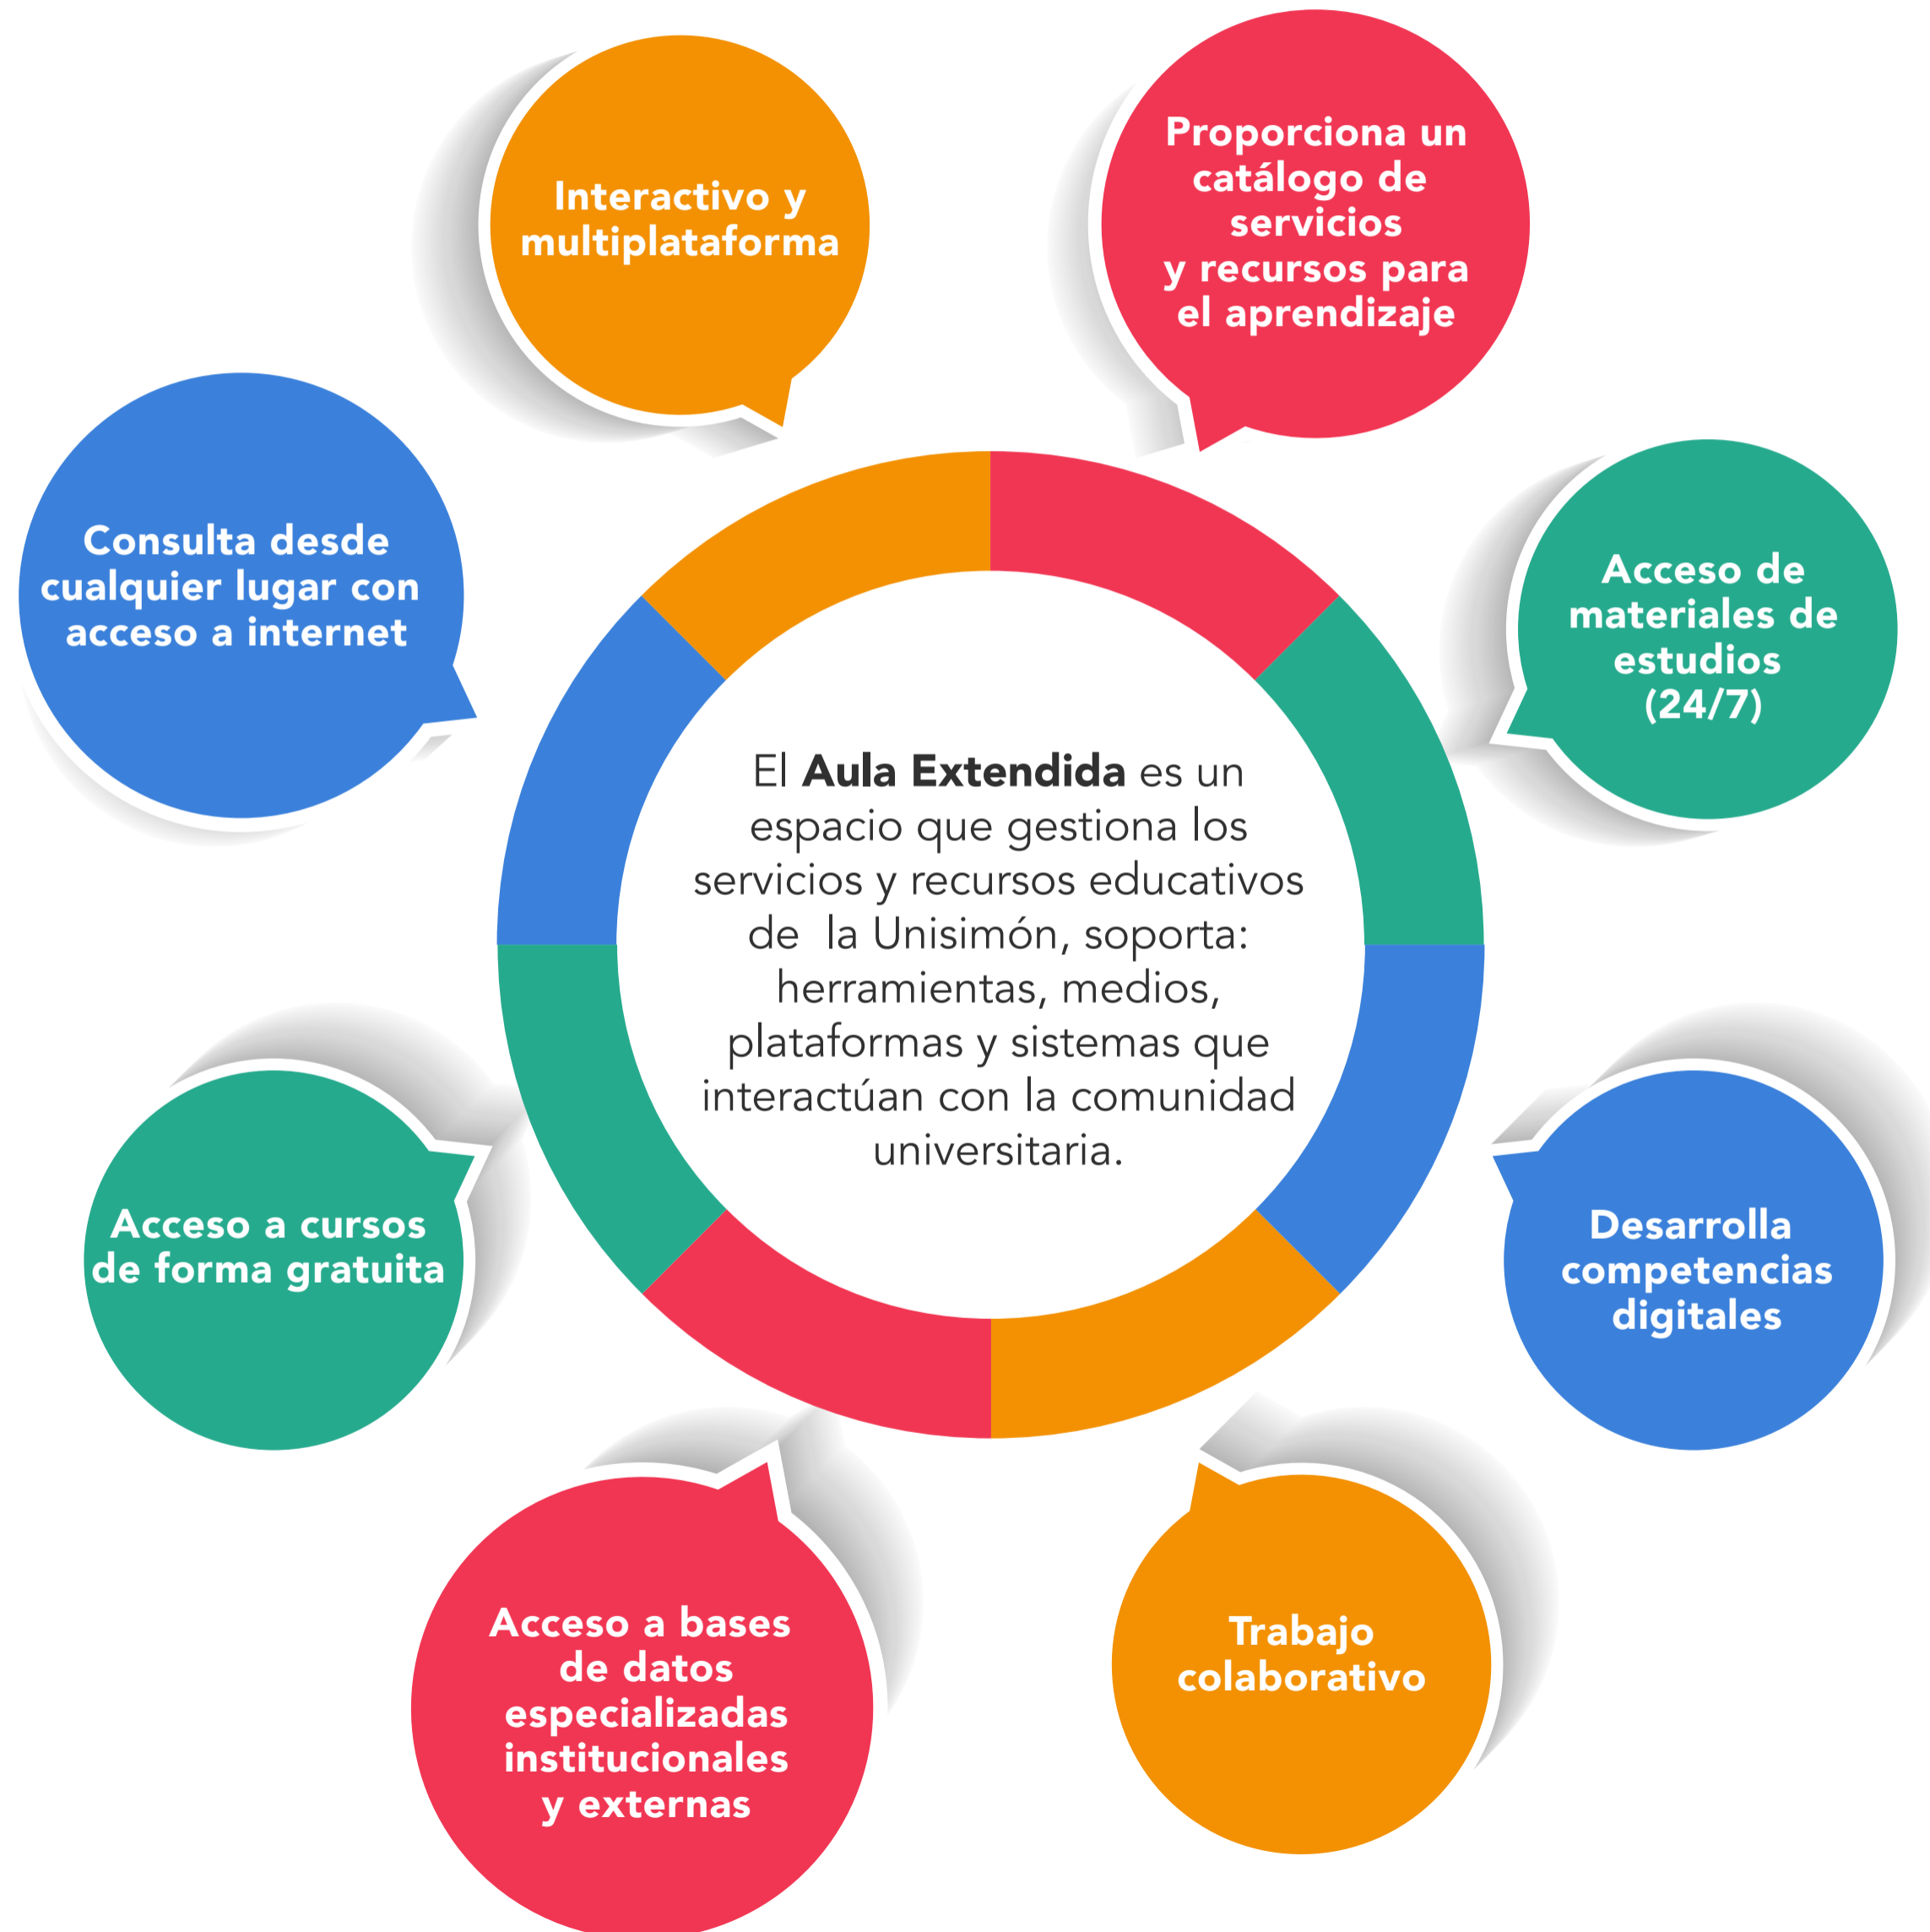 Interactivo y
multiplataforma
Proporciona un
catálogo de
servicios
y recursos para
el aprendizaje
Consulta desde
cualquier lugar con
acceso a internet
Acceso de
materiales de
estudios
(24/7)
El Aula Extendida es un
espacio que gestiona los
servicios y recursos educativos
de la Unisimón, soporta:
herramientas, medios,
plataformas y sistemas que
interactúan con la comunidad
universitaria.
Acceso a cursos
de forma gratuita
Desarrolla
competencias
digitales
Acceso a bases
de datos
especializadas
institucionales
y externas
Trabajo
colaborativo